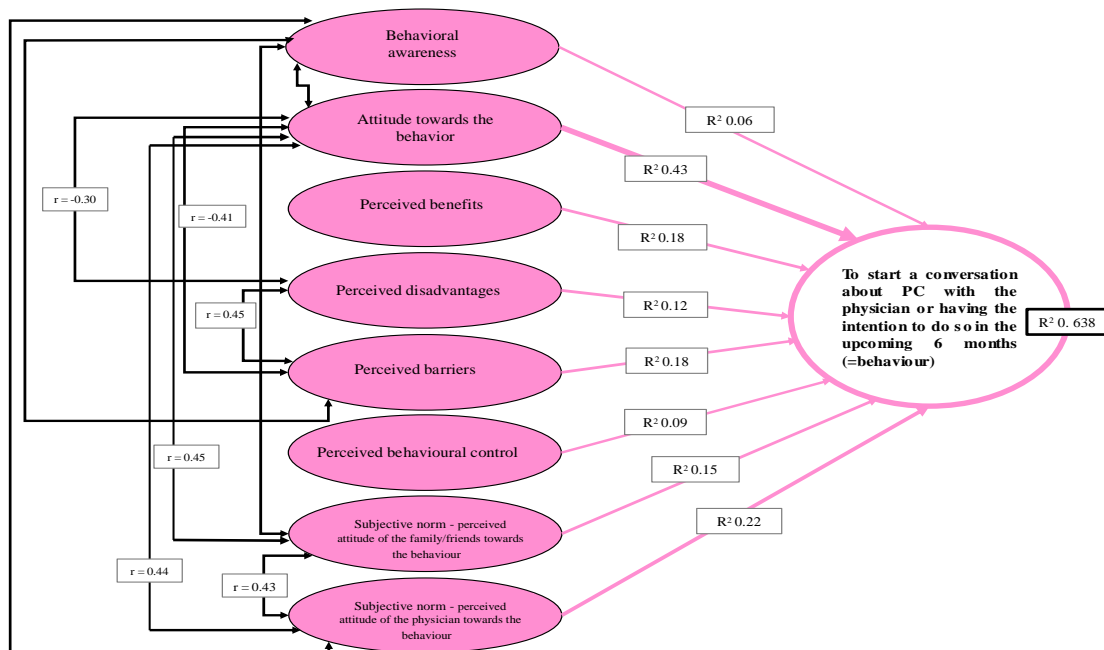 Behavioral
awareness
R² 0.06
Attitude towards the
behavior
R² 0.43
r = -0.30
Perceived benefits
r = -0.41
R² 0.18
Perceived disadvantages
R² 0.12
To start a conversation
about PC with the
physician or having the
intention to do so in the
upcoming 6 months
(=behaviour)
R² 0. 638
r = 0.45
Perceived barriers
R² 0.18
Perceived behavioural control
R² 0.09
r = 0.45
R² 0.15
Subjective norm - perceived
attitude of the family/friends towards
the behaviour
R² 0.22
r = 0.44
r = 0.43
Subjective norm - perceived
attitude of the physician towards the
behaviour